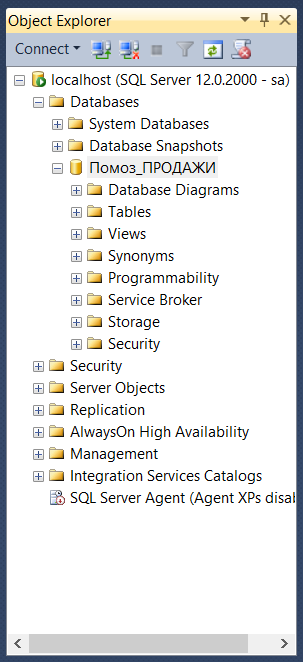 Object Explorer
Connect
localhost (SQL Server 12.0.2000 - sa)
Databases
System Databases
Database Snapshots
Помоз_ПРОДАЖИ
Database Diagrams
Tables
Views
Synonyms
Programmability
Service Broker
Storage
Security
Security
Server Objects
Replication
AlwaysOn High Availability
Management
Integration Services Catalogs
SQL Server Agent (Agent XPs disab